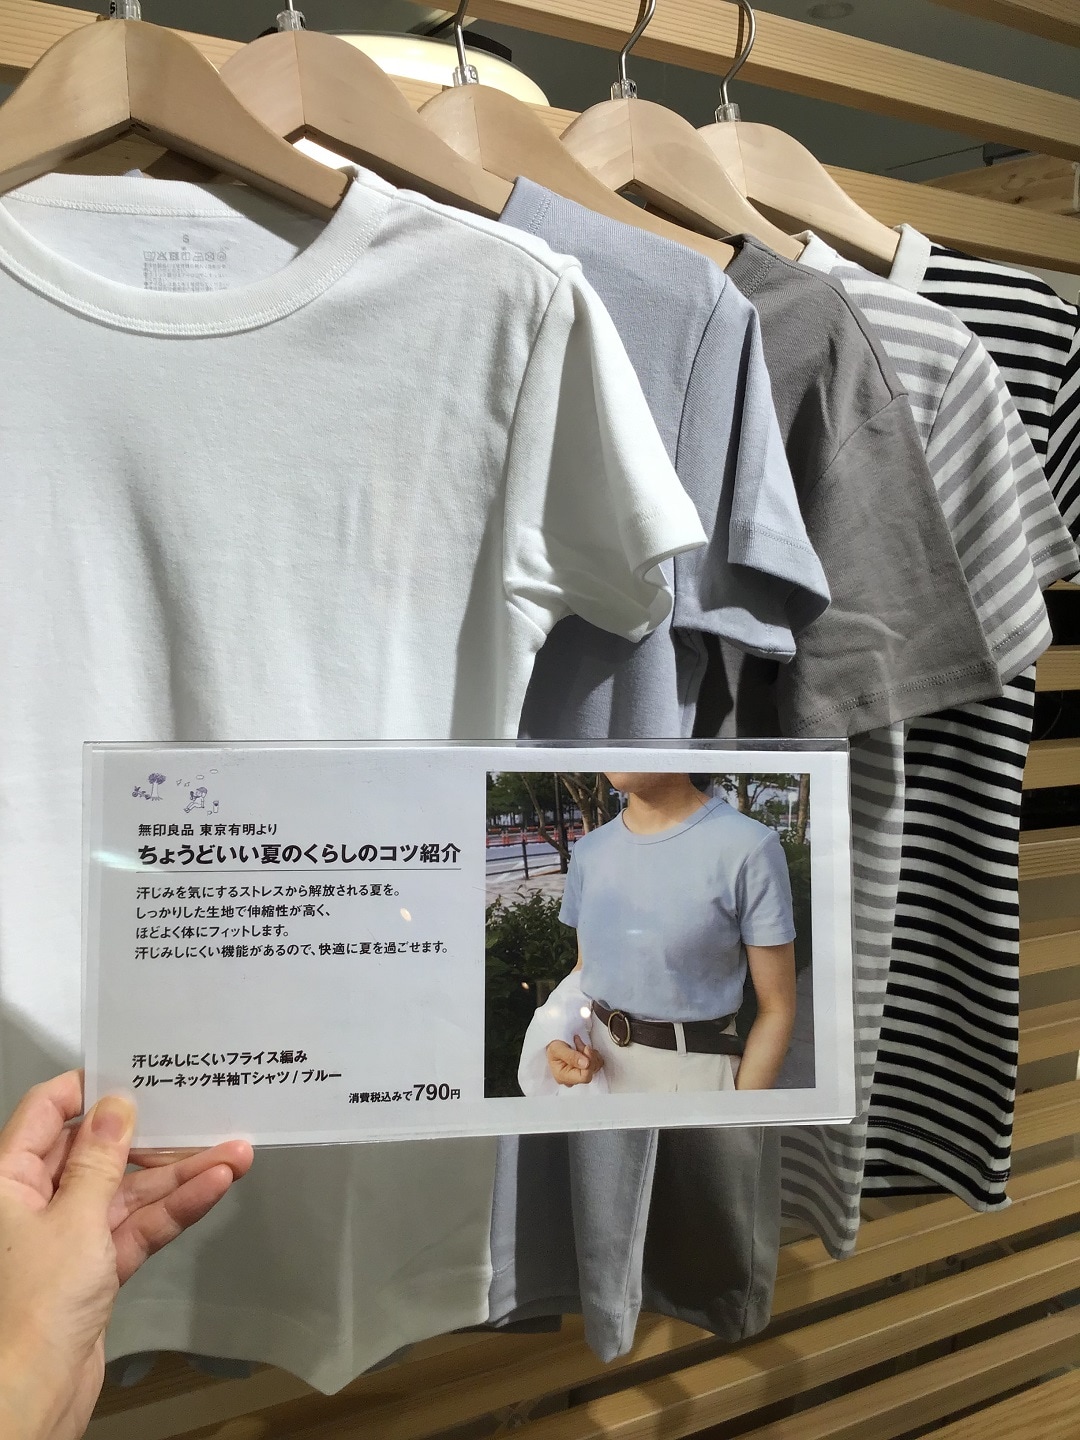 S
無印良品 東京有明より
ちょうどいい夏のくらしのコツ紹介
汗じみを気にするストレスから解放される夏を。
しっかりした生地で伸縮性が高く、
ほどよく体にフィットします。
汗じみしにくい機能があるので、快適に夏を過ごせます。
汗じみしにくいフライス編み
クルーネック半袖Tシャツ / ブルー
消費税込みで790円